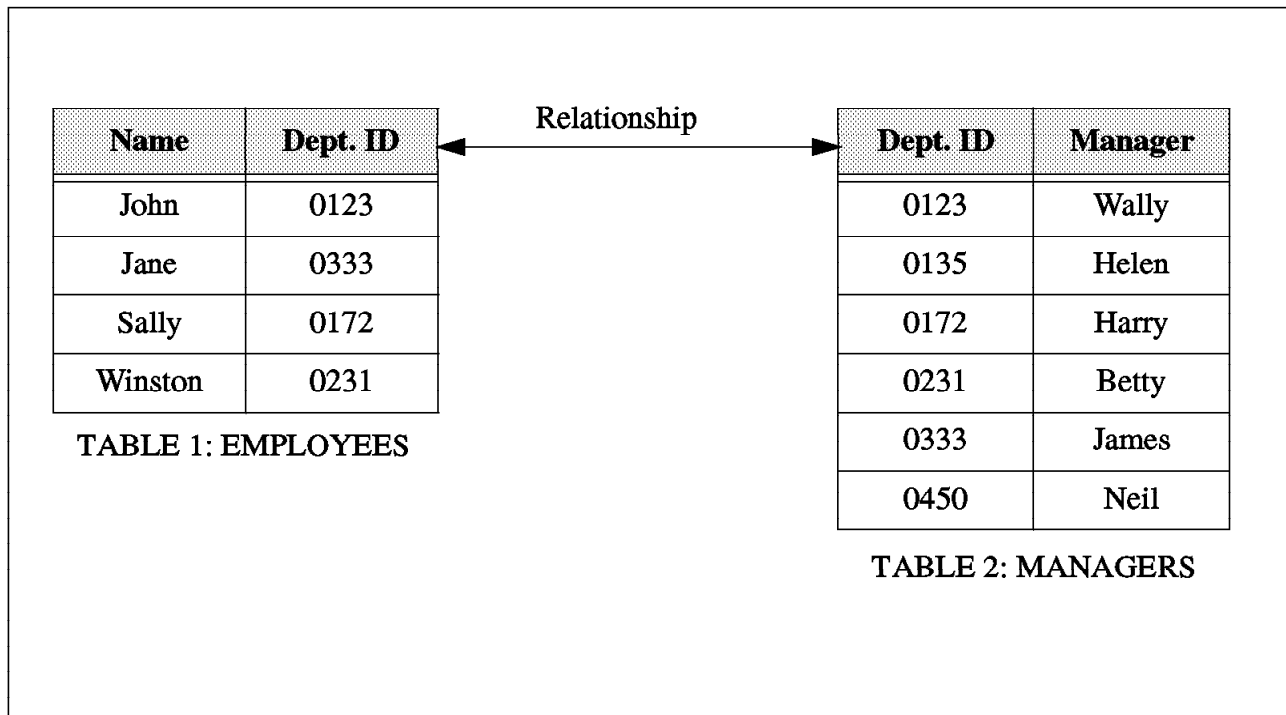 Relationship
Name Dept. ID
John 0123
Jane 0333
Sally 0172
Winston 0231
TABLE 1: EMPLOYEES
Dept. ID Manager
0123 Wally
0135 Helen
0172 Harry
0231 Betty
0333 James
0450 Neil
TABLE 2: MANAGERS